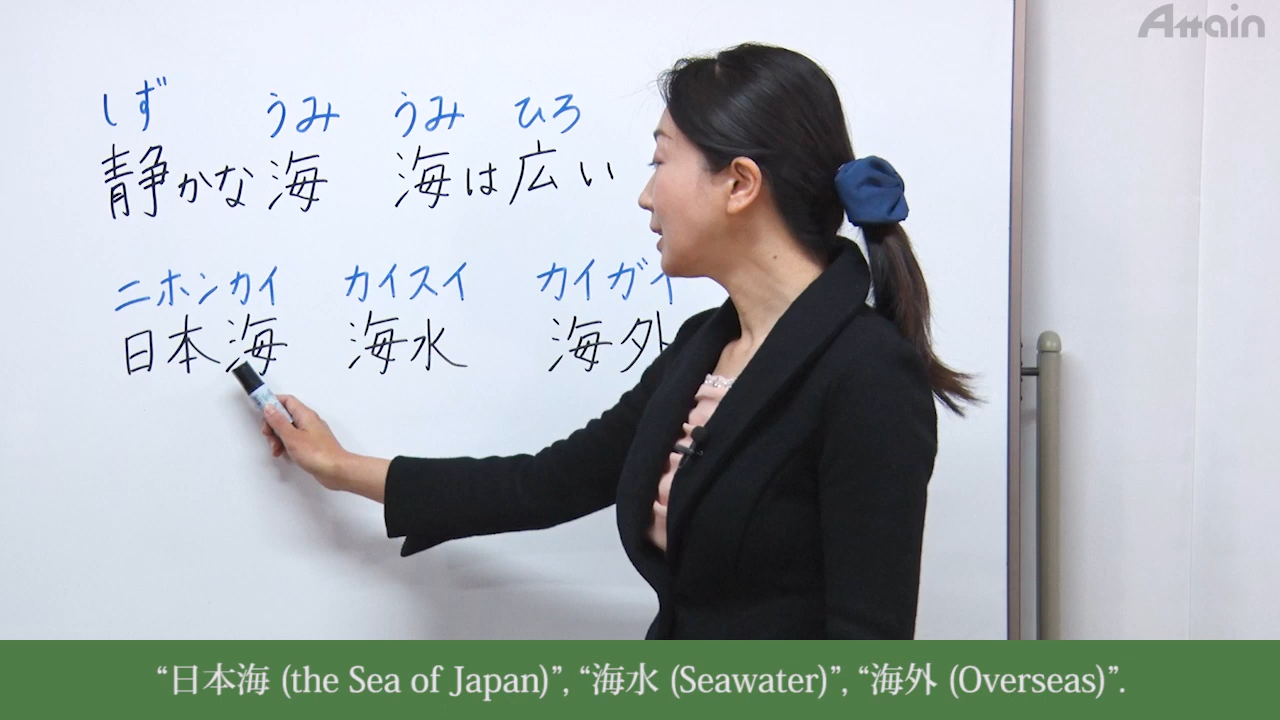 Attain
しず うみ うみ ひろ
静かな海 海は広い
ニホンカイ カイスイ カイガイ
日本海 海水 海外
“日本海 (the Sea of Japan)”, “海水 (Seawater)”, “海外 (Overseas)”.